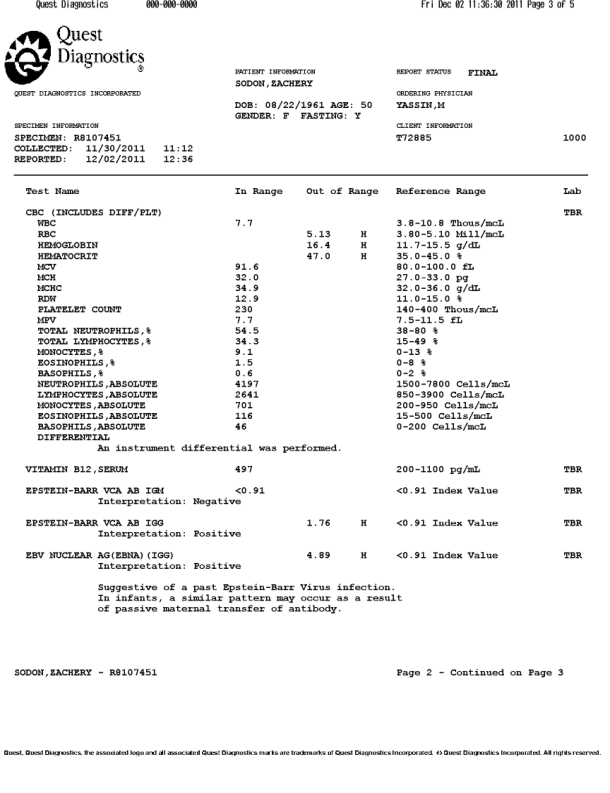 Quest Diagnostics 000-000-0000 Fri Dec 02 11:36:30 2011 Page 3 of 5
Quest
Diagnostics
®
QUEST DIAGNOSTICS INCORPORATED
PATIENT INFORMATION
SODON,ZACHERY
DOB: 08/22/1961 AGE: 50
GENDER: F FASTING: Y
REPORT STATUS FINAL
ORDERING PHYSICIAN
YASSIN,M
CLIENT INFORMATION
T72885 1000
SPECIMEN INFORMATION
SPECIMEN: R8107451
COLLECTED: 11/30/2011 11:12
REPORTED: 12/02/2011 12:36
Test Name In Range Out of Range Reference Range Lab
CBC (INCLUDES DIFF/PLT) TBR
WBC 7.7 3.8-10.8 Thous/mcL
RBC 5.13 H 3.80-5.10 Mill/mcL
HEMOGLOBIN 16.4 H 11.7-15.5 g/dL
HEMATOCRIT 47.0 H 35.0-45.0 %
MCV 91.6 80.0-100.0 fL
MCH 32.0 27.0-33.0 pg
MCHC 34.9 32.0-36.0 g/dL
RDW 12.9 11.0-15.0 %
PLATELET COUNT 230 140-400 Thous/mcL
MPV 7.7 7.5-11.5 fL
TOTAL NEUTROPHILS,% 54.5 38-80 %
TOTAL LYMPHOCYTES,% 34.3 15-49 %
MONOCYTES,% 9.1 0-13 %
EOSINOPHILS,% 1.5 0-8 %
BASOPHILS,% 0.6 0-2 %
NEUTROPHILS,ABSOLUTE 4197 1500-7800 Cells/mcL
LYMPHOCYTES,ABSOLUTE 2641 850-3900 Cells/mcL
MONOCYTES,ABSOLUTE 701 200-950 Cells/mcL
EOSINOPHILS,ABSOLUTE 116 15-500 Cells/mcL
BASOPHILS,ABSOLUTE 46 0-200 Cells/mcL
DIFFERENTIAL
An instrument differential was performed.
VITAMIN B12,SERUM 497 200-1100 pg/mL TBR
EPSTEIN-BARR VCA AB IGM <0.91 <0.91 Index Value TBR
Interpretation: Negative
EPSTEIN-BARR VCA AB IGG 1.76 H <0.91 Index Value TBR
Interpretation: Positive
EBV NUCLEAR AG(EBNA)(IGG) 4.89 H <0.91 Index Value TBR
Interpretation: Positive
Suggestive of a past Epstein-Barr Virus infection.
In infants, a similar pattern may occur as a result
of passive maternal transfer of antibody.
SODON,ZACHERY - R8107451 Page 2 - Continued on Page 3
Quest, Quest Diagnostics, the associated logo and all associated Quest Diagnostics marks are trademarks of Quest Diagnostics Incorporated. © Quest Diagnostics Incorporated. All rights reserved.